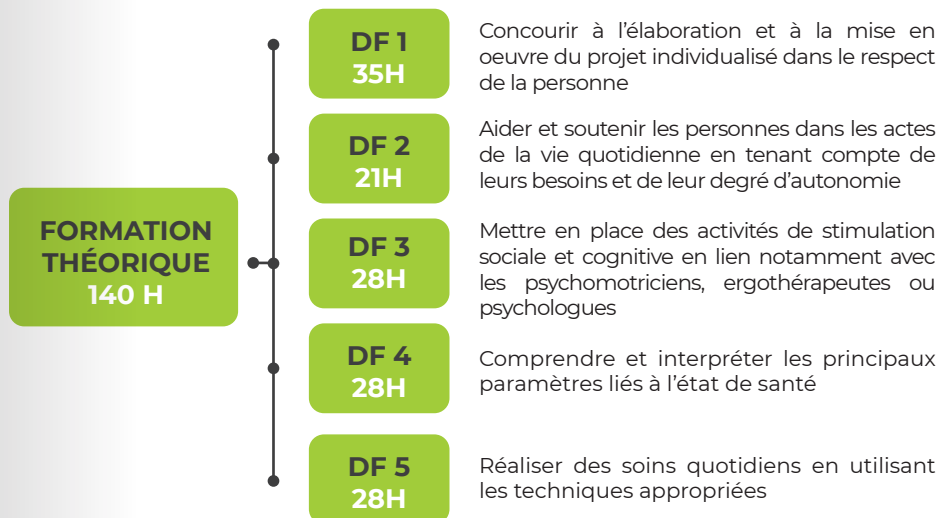 DF 1
35H
Concourir à l'élaboration et à la mise en
oeuvre du projet individualisé dans le respect
de la personne
DF 2
21H
Aider et soutenir les personnes dans les actes
de la vie quotidienne en tenant compte de
leurs besoins et de leur degré d'autonomie
FORMATION
THÉORIQUE
140 H
DF 3
28H
Mettre en place des activités de stimulation
sociale et cognitive en lien notamment avec
les psychomotriciens, ergothérapeutes ou
psychologues
DF 4
28H
Comprendre et interpréter les principaux
paramètres liés à l'état de santé
DF 5
28H
Réaliser des soins quotidiens en utilisant
les techniques appropriées